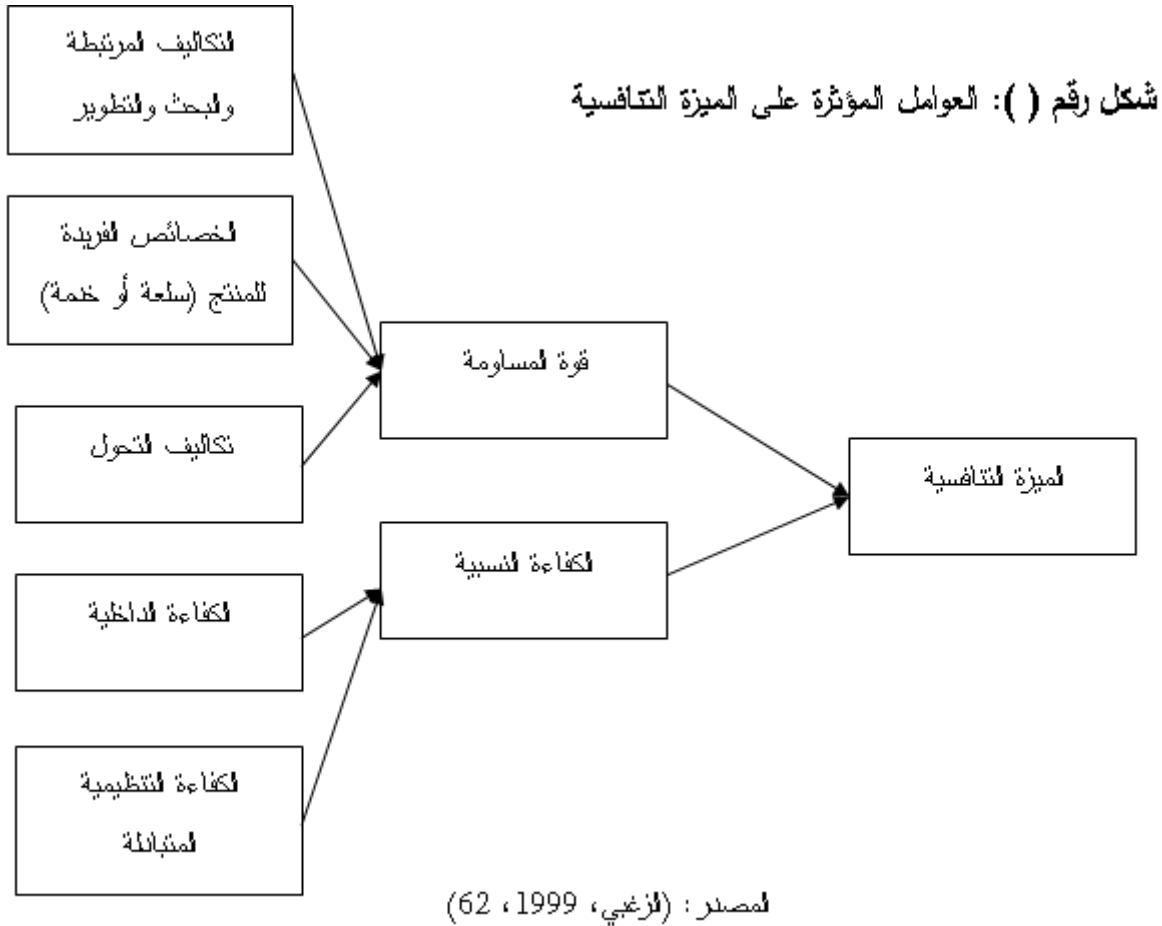 شكل رقم ( ): العوامل المؤثرة على الميزة التنافسية
التكاليف المرتبطة
والبحث والتطوير
الخصائص الفريدة
للمنتج (سلعة أو خدمة)
تكاليف التحول
الكفاءة الداخلية
الكفاءة التنظيمية
المتبادلة
قوة المساومة
الكفاءة النسبية
الميزة التنافسية
المصدر: (الزغبي، 1999، 62)